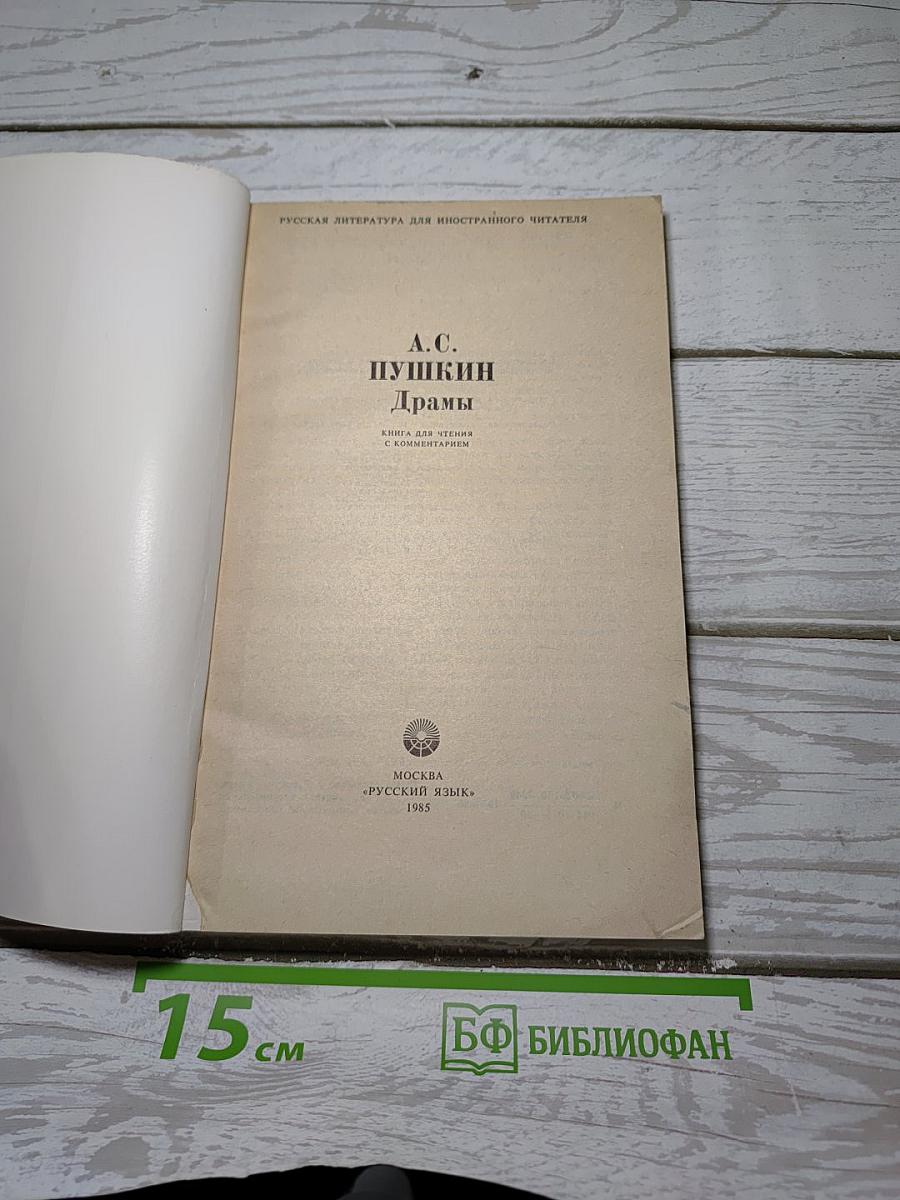 РУССКАЯ ЛИТЕРАТУРА ДЛЯ ИНОСТРАННОГО ЧИТАТЕЛЯ
А.С.
ПУШКИН
Драмы
КНИГА ДЛЯ ЧТЕНИЯ
С КОММЕНТАРИЕМ
МОСКВА
«РУССКИЙ ЯЗЫК»
1985
15 см
БФ БИБЛИОФАН